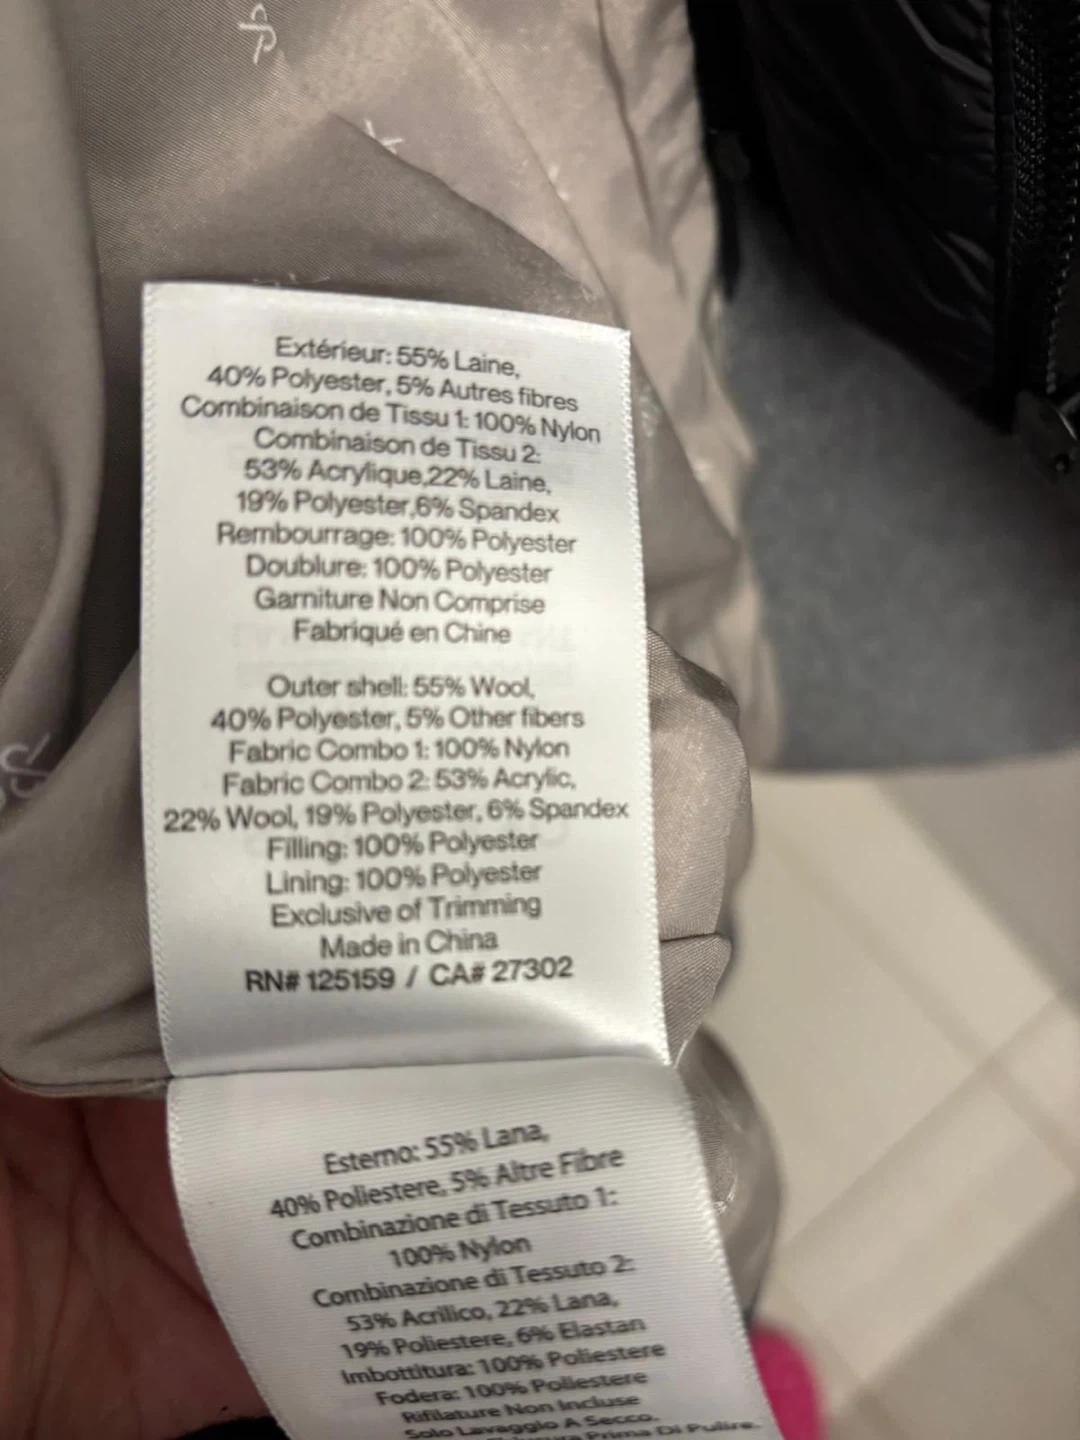 Extérieur: 55% Laine,
40% Polyester, 5% Autres fibres
Combinaison de Tissu 1: 100% Nylon
Combinaison de Tissu 2:
53% Acrylique,22% Laine,
19% Polyester,6% Spandex
Rembourrage: 100% Polyester
Doublure: 100% Polyester
Garniture Non Comprise
Fabriqué en Chine
Outer shell: 55% Wool,
40% Polyester, 5% Other fibers
Fabric Combo 1: 100% Nylon
Fabric Combo 2: 53% Acrylic,
22% Wool, 19% Polyester, 6% Spandex
Filling: 100% Polyester
Lining: 100% Polyester
Exclusive of Trimming
Made in China
RN# 125159 / CA# 27302
Esterno: 55% Lana,
40% Poliestere, 5% Altre Fibre
Combinazione di Tessuto 1:
100% Nylon
Combinazione di Tessuto 2:
53% Acrilico, 22% Lana,
19% Poliestere, 6% Elastan
Imbottitura: 100% Poliestere
Fodera: 100% Poliestere
Rifilature Non Incluse
Solo Lavaggio A Secco.
Prima Di Pulire.